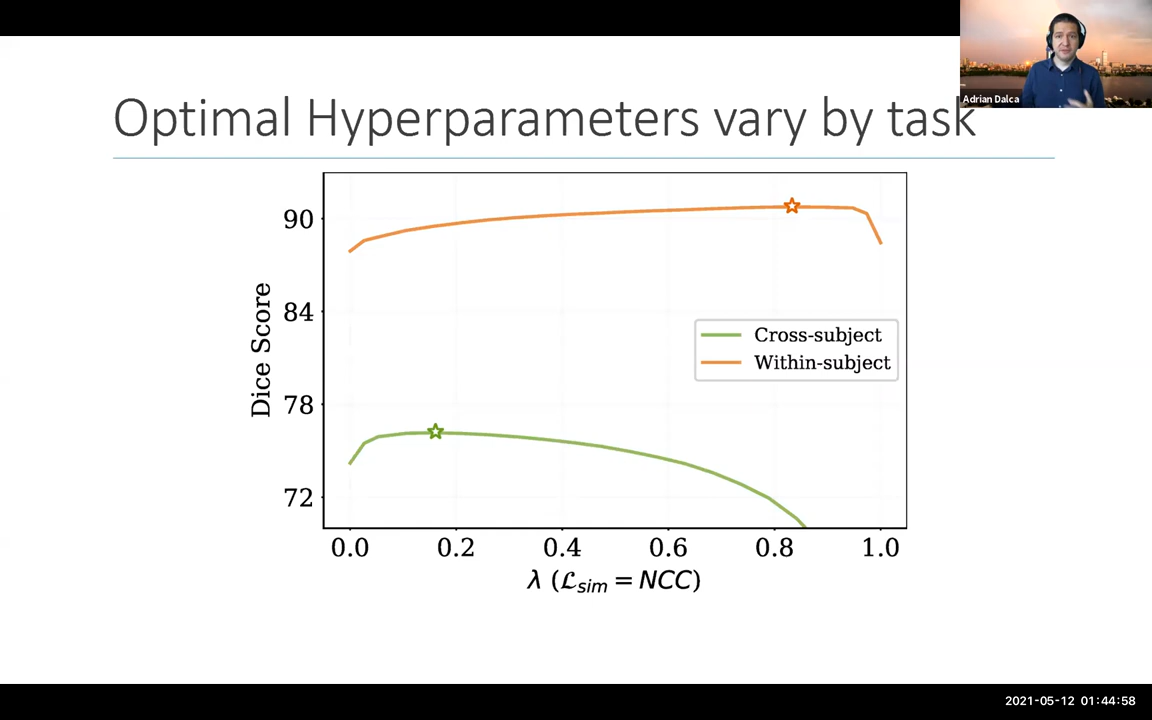 Adrian Dalca
Optimal Hyperparameters vary by task
90
84
78
72
Dice Score
Cross-subject
Within-subject
0.0 0.2 0.4 0.6 0.8 1.0
λ (ℒsim = NCC)
2021-05-12 01:44:58